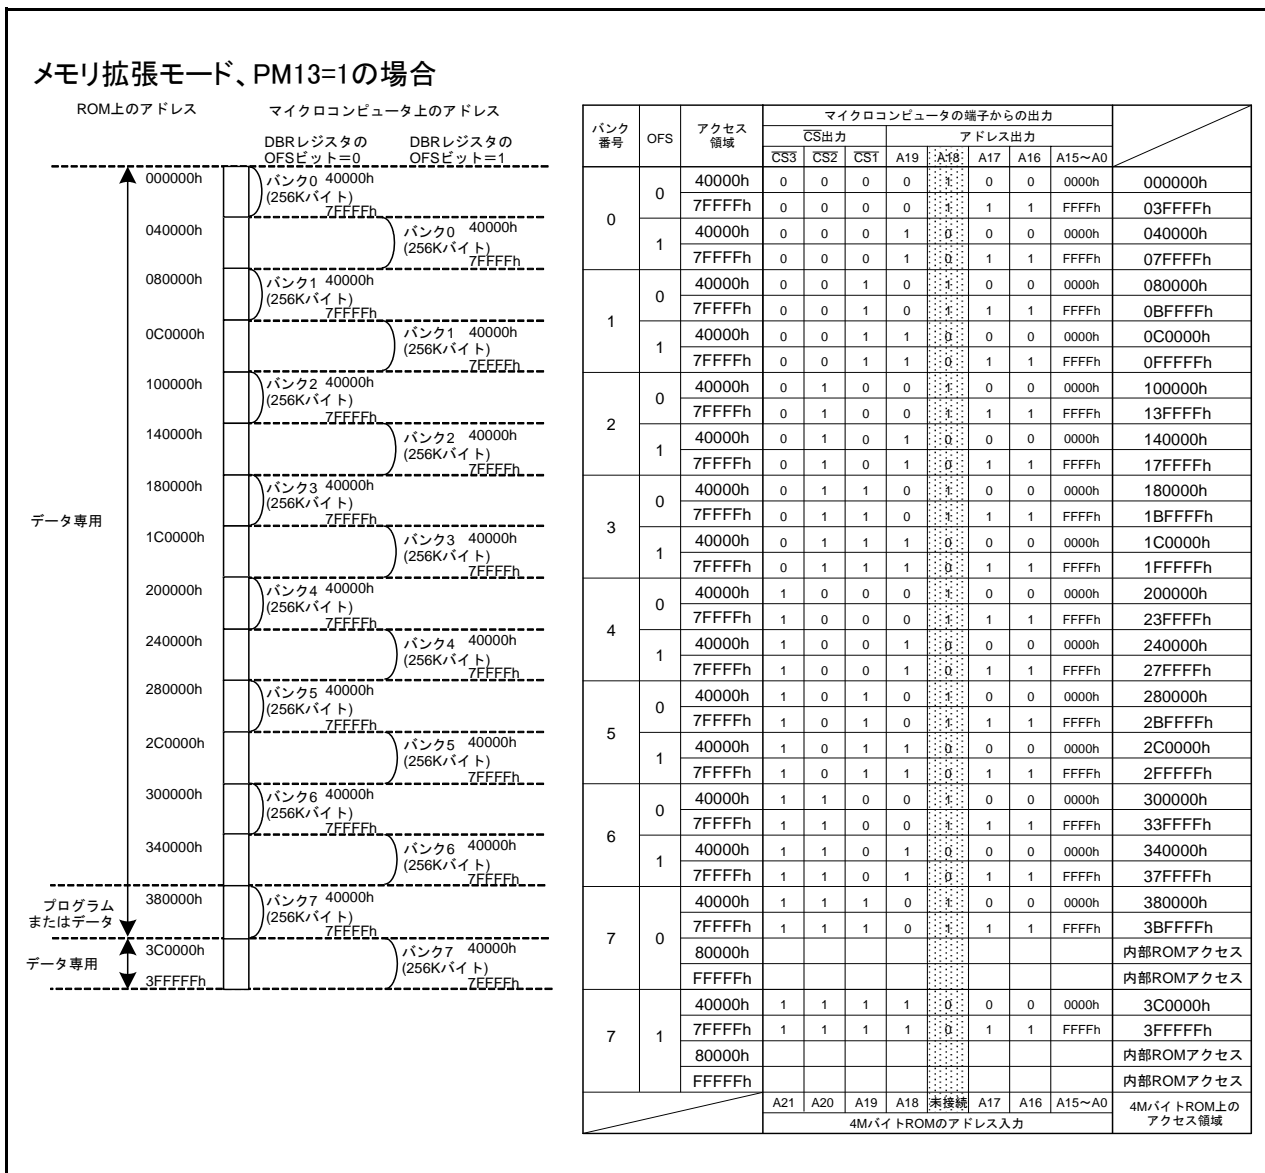 メモリ拡張モード、PM13=1の場合
ROM上のアドレス
マイクロコンピュータ上のアドレス
DBRレジスタの
OFSビット=0
DBRレジスタの
OFSビット=1
000000h
バンク0 40000h
(256Kバイト)
7FFFFh
040000h
バンク0 40000h
(256Kバイト)
7FFFFh
080000h
バンク1 40000h
(256Kバイト)
7FFFFh
0C0000h
バンク1 40000h
(256Kバイト)
7FFFFh
100000h
バンク2 40000h
(256Kバイト)
7FFFFh
140000h
バンク2 40000h
(256Kバイト)
7FFFFh
180000h
バンク3 40000h
(256Kバイト)
7FFFFh
データ専用
1C0000h
バンク3 40000h
(256Kバイト)
7FFFFh
200000h
バンク4 40000h
(256Kバイト)
7FFFFh
240000h
バンク4 40000h
(256Kバイト)
7FFFFh
280000h
バンク5 40000h
(256Kバイト)
7FFFFh
2C0000h
バンク5 40000h
(256Kバイト)
7FFFFh
300000h
バンク6 40000h
(256Kバイト)
7FFFFh
340000h
バンク6 40000h
(256Kバイト)
7FFFFh
プログラム
またはデータ
380000h
バンク7 40000h
(256Kバイト)
7FFFFh
データ専用
3C0000h
バンク7 40000h
(256Kバイト)
7FFFFh
3FFFFFh
バンク
番号
OFS
アクセス
領域
マイクロコンピュータの端子からの出力
CS出力
アドレス出力
CS3 CS2 CS1 A19 A18 A17 A16 A15～A0
0
0
40000h 0 0 0 0 1 0 0 0000h 000000h
7FFFFh 0 0 0 0 1 1 1 FFFFh 03FFFFh
1
40000h 0 0 0 1 0 0 0 0000h 040000h
7FFFFh 0 0 0 1 0 1 1 FFFFh 07FFFFh
1
0
40000h 0 0 1 0 1 0 0 0000h 080000h
7FFFFh 0 0 1 0 1 1 1 FFFFh 0BFFFFh
1
40000h 0 0 1 1 0 0 0 0000h 0C0000h
7FFFFh 0 0 1 1 0 1 1 FFFFh 0FFFFFh
2
0
40000h 0 1 0 0 1 0 0 0000h 100000h
7FFFFh 0 1 0 0 1 1 1 FFFFh 13FFFFh
1
40000h 0 1 0 1 0 0 0 0000h 140000h
7FFFFh 0 1 0 1 0 1 1 FFFFh 17FFFFh
3
0
40000h 0 1 1 0 1 0 0 0000h 180000h
7FFFFh 0 1 1 0 1 1 1 FFFFh 1BFFFFh
1
40000h 0 1 1 1 0 0 0 0000h 1C0000h
7FFFFh 0 1 1 1 0 1 1 FFFFh 1FFFFFh
4
0
40000h 1 0 0 0 1 0 0 0000h 200000h
7FFFFh 1 0 0 0 1 1 1 FFFFh 23FFFFh
1
40000h 1 0 0 1 0 0 0 0000h 240000h
7FFFFh 1 0 0 1 0 1 1 FFFFh 27FFFFh
5
0
40000h 1 0 1 0 1 0 0 0000h 280000h
7FFFFh 1 0 1 0 1 1 1 FFFFh 2BFFFFh
1
40000h 1 0 1 1 0 0 0 0000h 2C0000h
7FFFFh 1 0 1 1 0 1 1 FFFFh 2FFFFFh
6
0
40000h 1 1 0 0 1 0 0 0000h 300000h
7FFFFh 1 1 0 0 1 1 1 FFFFh 33FFFFh
1
40000h 1 1 0 1 0 0 0 0000h 340000h
7FFFFh 1 1 0 1 0 1 1 FFFFh 37FFFFh
7
0
40000h 1 1 1 0 1 0 0 0000h 380000h
7FFFFh 1 1 1 0 1 1 1 FFFFh 3BFFFFh
80000h 内部ROMアクセス
FFFFFh 内部ROMアクセス
7
1
40000h 1 1 1 1 0 0 0 0000h 3C0000h
7FFFFh 1 1 1 1 0 1 1 FFFFh 3FFFFFh
80000h 内部ROMアクセス
FFFFFh 内部ROMアクセス
A21 A20 A19 A18 未接続 A17 A16 A15～A0
4MバイトROMのアドレス入力
4MバイトROM上の
アクセス領域